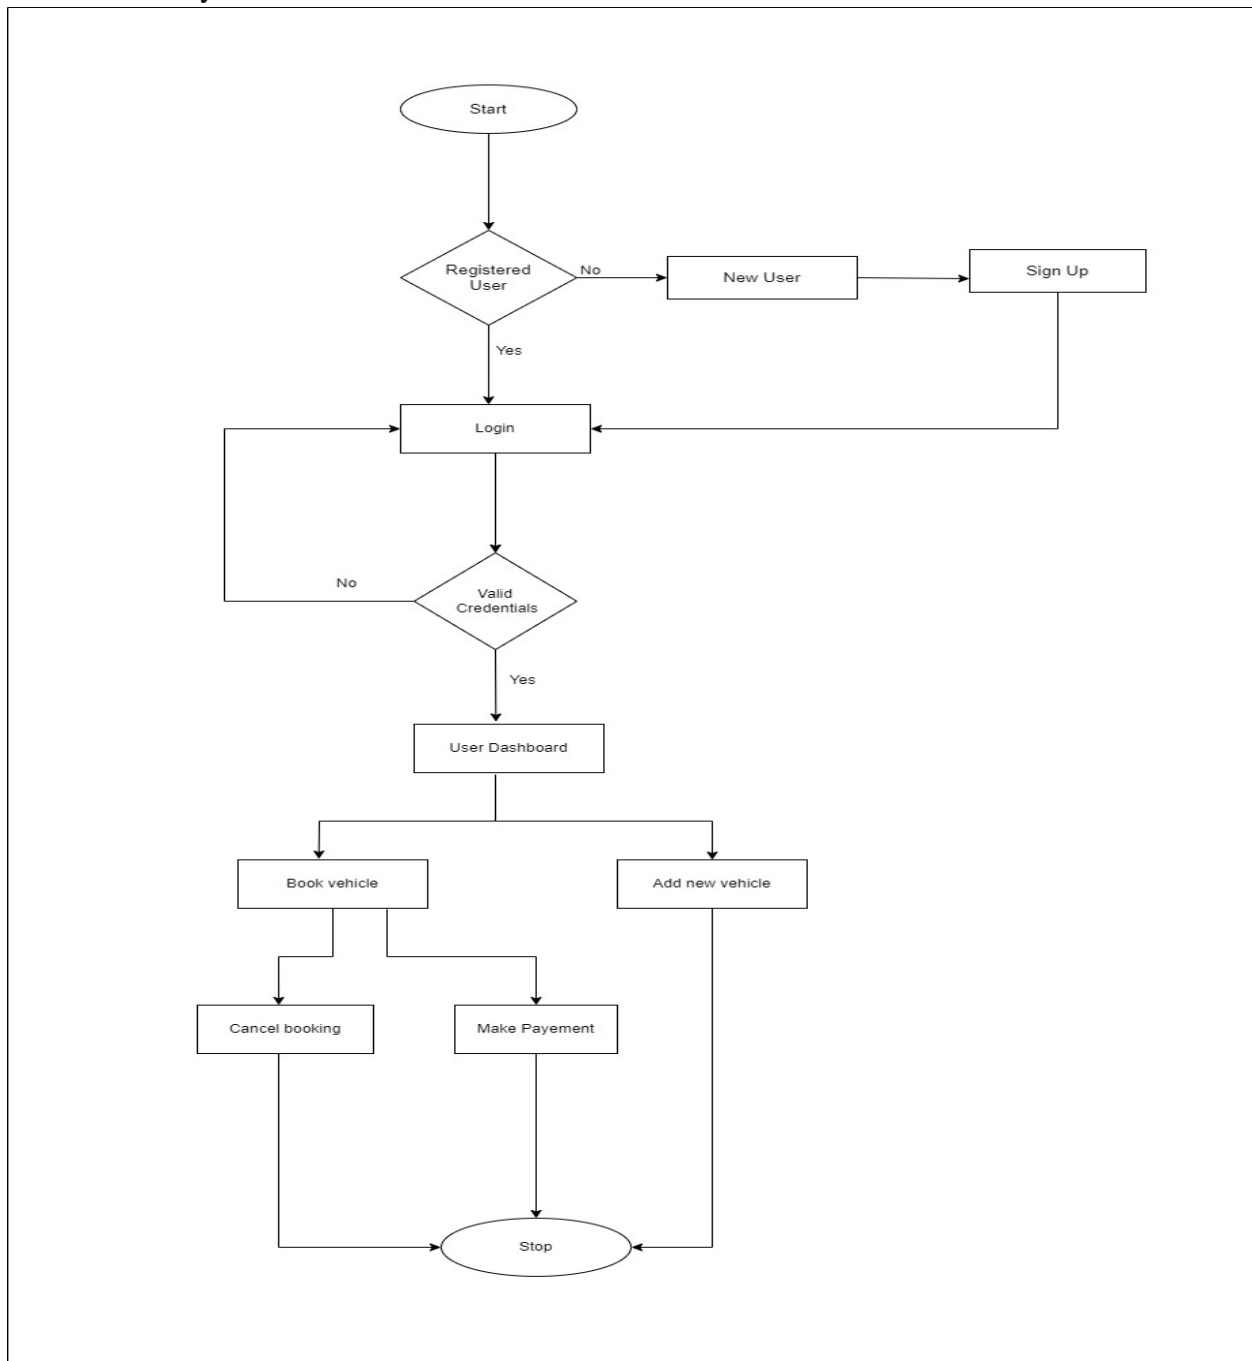 Start
Registered
User
No
New User
Sign Up
Yes
Login
No
Valid
Credentials
Yes
User Dashboard
Book vehicle
Add new vehicle
Cancel booking
Make Payement
Stop